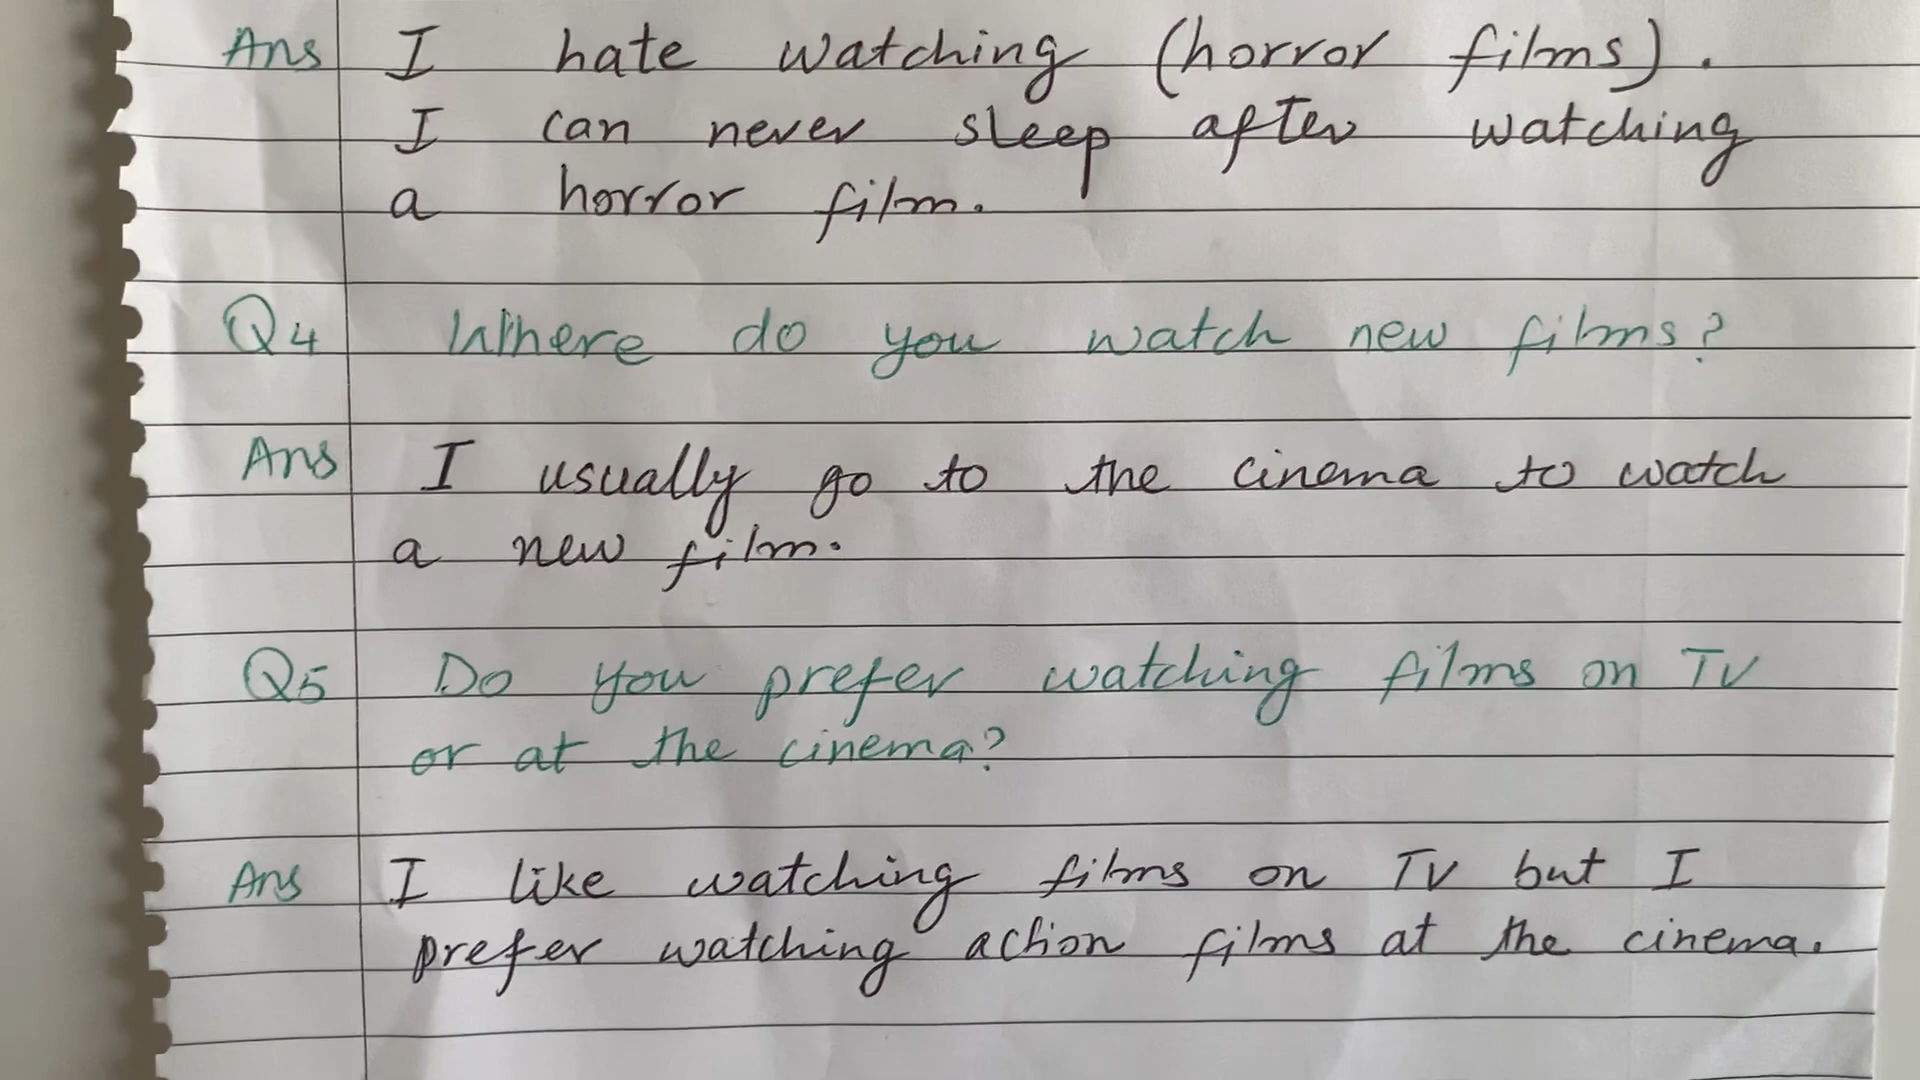 Ans I hate watching (horror films).
I can never sleep after watching
a horror film.
Q4 Where do you watch new films?
Ans I usually go to the cinema to watch
a new film.
Q5 Do you prefer watching films on TV
or at the cinema?
Ans I like watching films on TV but I
prefer watching action films at the cinema.